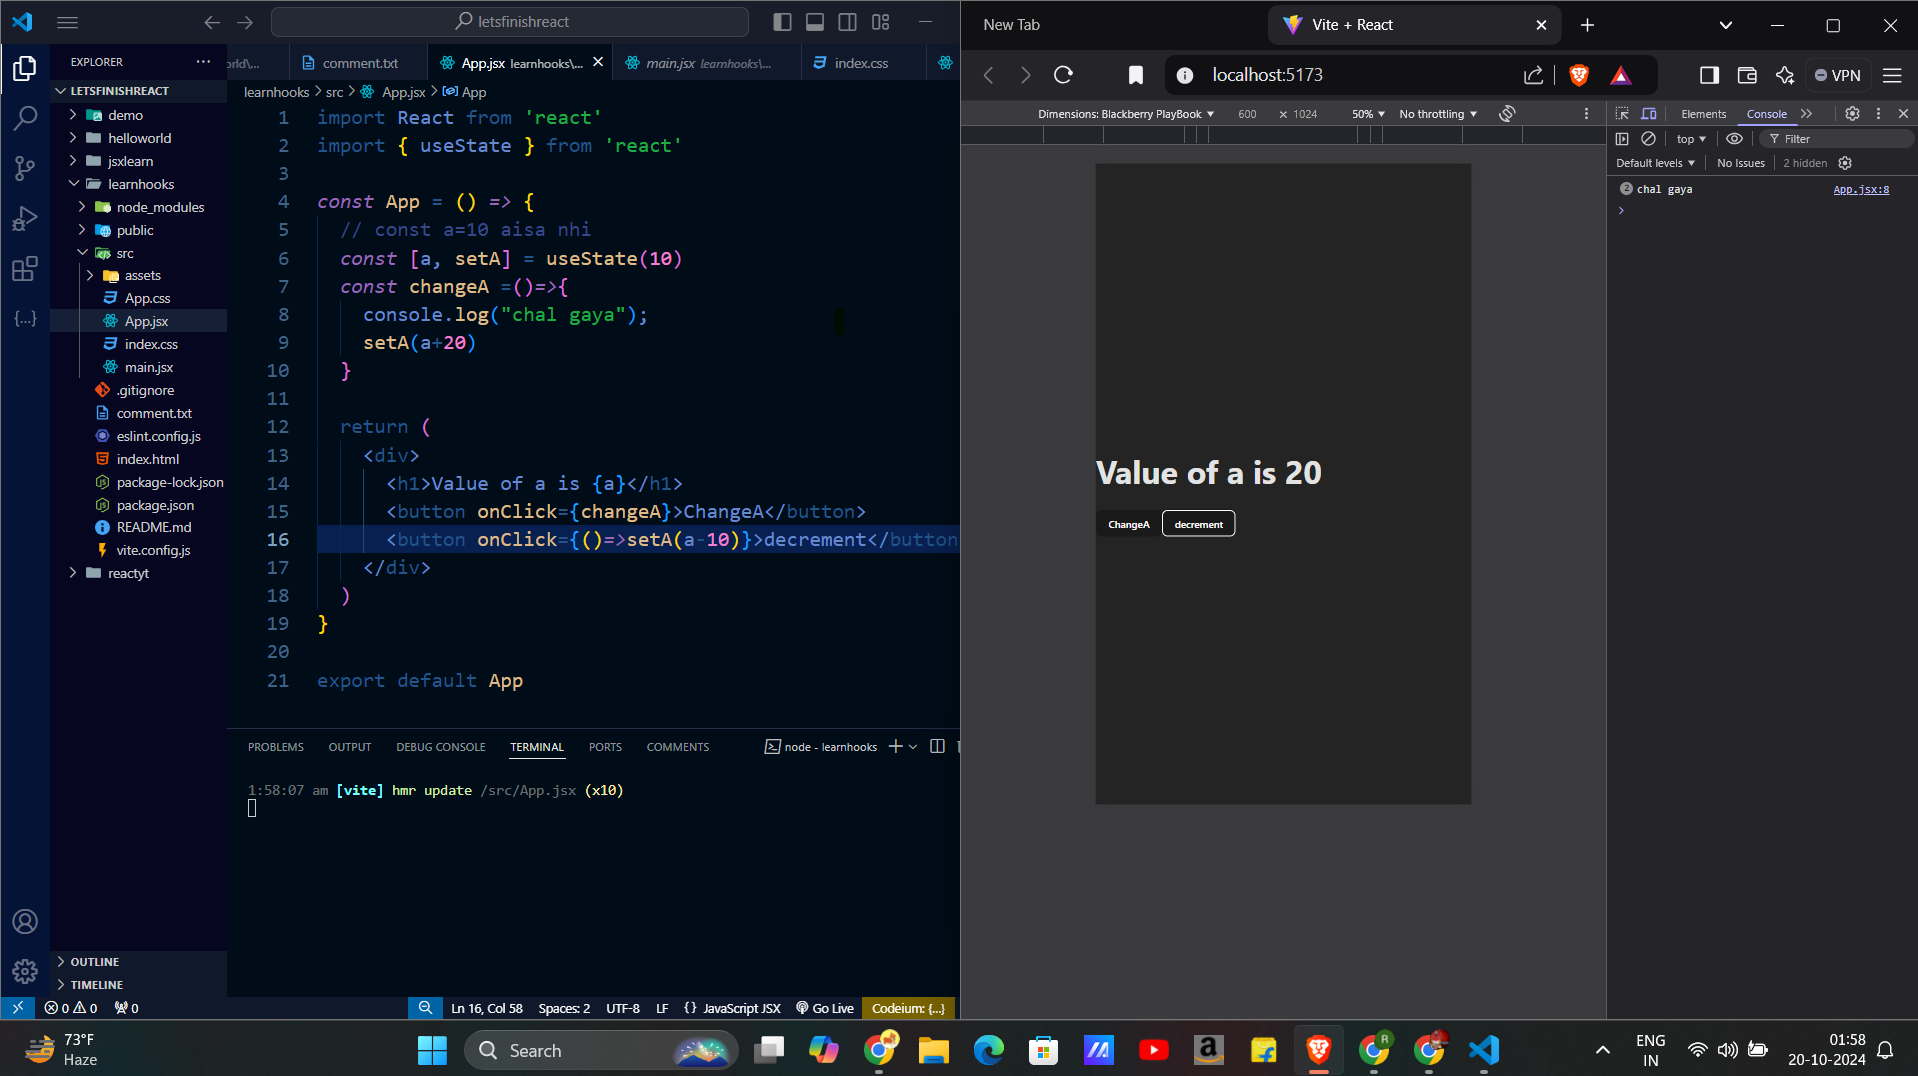 letsfinishreact
EXPLORER
LETSFINISHREACT
demo
helloworld
jsxlearn
learnhooks
node_modules
public
src
assets
App.css
App.jsx
index.css
main.jsx
.gitignore
comment.txt
eslint.config.js
index.html
package-lock.json
package.json
README.md
vite.config.js
reactyt
OUTLINE
TIMELINE
orld\...
comment.txt
App.jsx learnhooks\...
main.jsx learnhooks\...
index.css
learnhooks > src > App.jsx > App
1 import React from 'react'
2 import { useState } from 'react'
3
4 const App = () => {
5 // const a=10 aisa nhi
6 const [a, setA] = useState(10)
7 const changeA =()=>{
8 console.log("chal gaya");
9 setA(a+20)
10 }
11
12 return (
13 <div>
14 <h1>Value of a is {a}</h1>
15 <button onClick={changeA}>ChangeA</button>
16 <button onClick={()=>setA(a-10)}>decrement</button
17 </div>
18 )
19 }
20
21 export default App
PROBLEMS OUTPUT DEBUG CONSOLE TERMINAL PORTS COMMENTS node - learnhooks
1:58:07 am [vite] hmr update /src/App.jsx (x10)
0 0 0
Ln 16, Col 58 Spaces: 2 UTF-8 LF {} JavaScript JSX Go Live Codeium: {...}
New Tab
Vite + React
localhost:5173
VPN
Dimensions: Blackberry PlayBook 600 × 1024 50% No throttling
Elements Console
top Filter
Default levels No Issues 2 hidden
2 chal gaya App.jsx:8
Value of a is 20
ChangeA decrement
73°F
Haze
Search
ENG
IN
01:58
20-10-2024